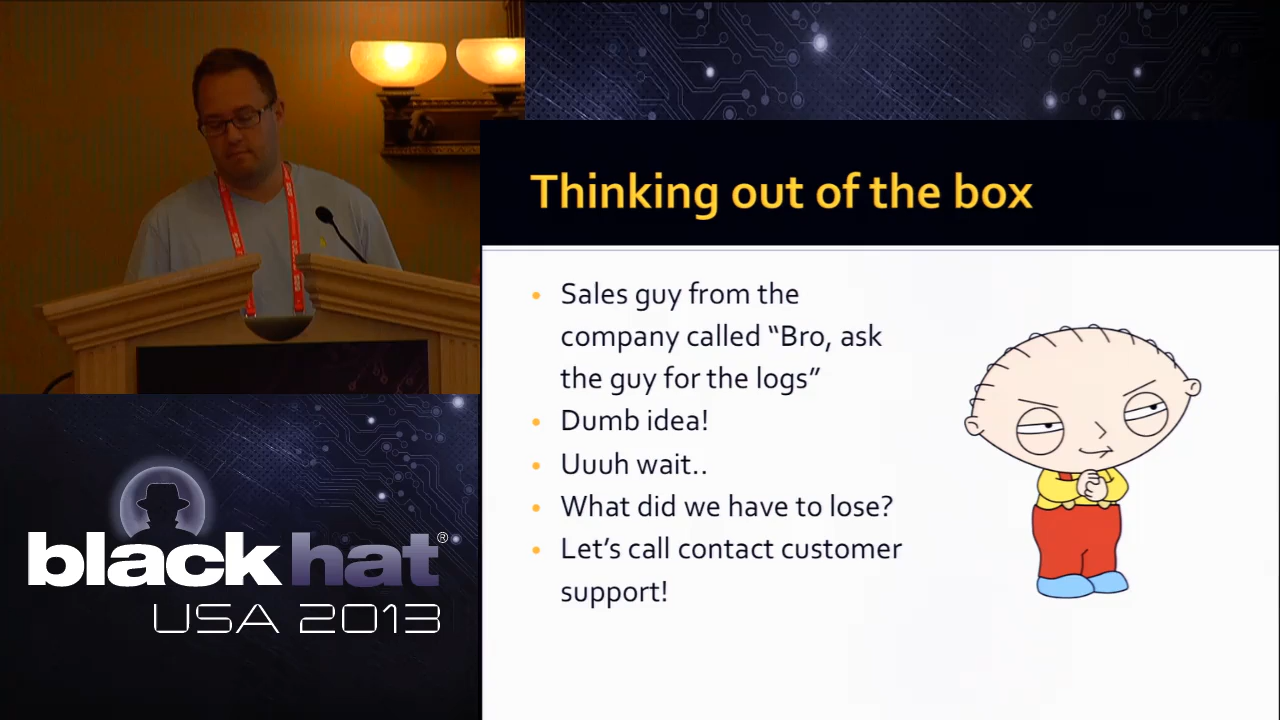 Thinking out of the box
• Sales guy from the
company called “Bro, ask
the guy for the logs”
• Dumb idea!
• Uuuh wait..
• What did we have to lose?
• Let’s call contact customer
support!
black hat®
USA 2013